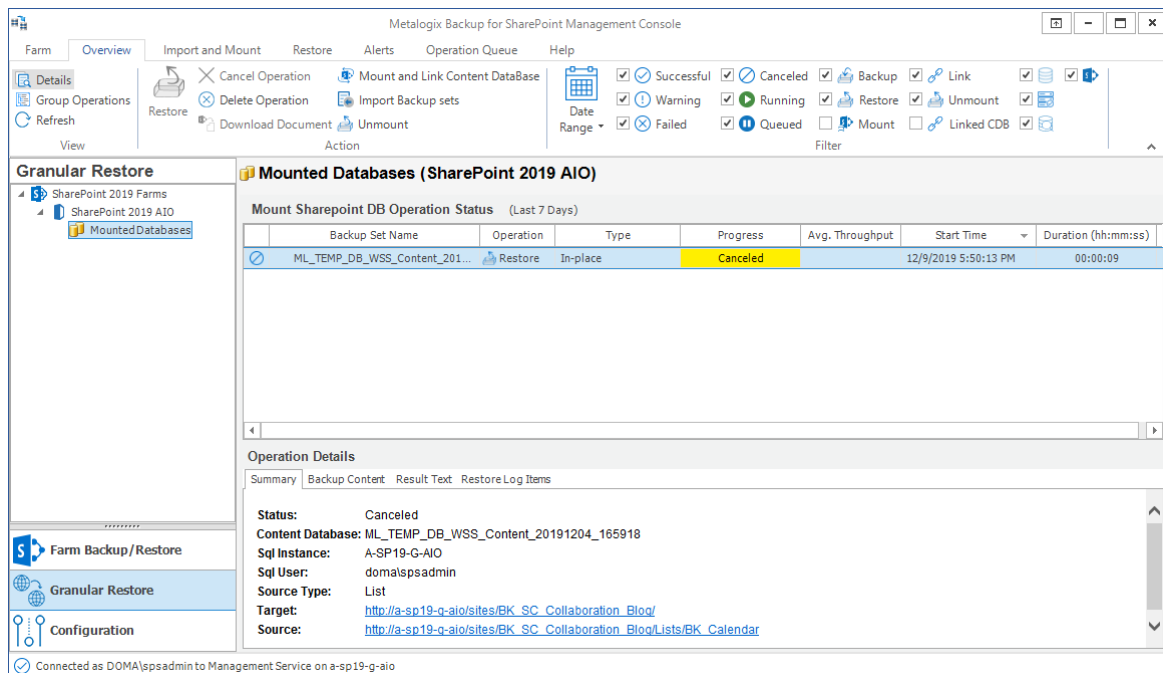 Metalogix Backup for SharePoint Management Console
Farm Overview Import and Mount Restore Alerts Operation Queue Help
Details
Group Operations
Refresh
View
Restore
Cancel Operation
Delete Operation
Download Document
Mount and Link Content DataBase
Import Backup sets
Unmount
Action
Date
Range
Successful Canceled Backup Link
Warning Running Restore Unmount
Failed Queued Mount Linked CDB
Filter
Granular Restore
SharePoint 2019 Farms
SharePoint 2019 AIO
MountedDatabases
Farm Backup/Restore
Granular Restore
Configuration
Mounted Databases (SharePoint 2019 AIO)
Mount Sharepoint DB Operation Status (Last 7 Days)
Backup Set Name Operation Type Progress Avg. Throughput Start Time Duration (hh:mm:ss)
ML_TEMP_DB_WSS_Content_201... Restore In-place Canceled 12/9/2019 5:50:13 PM 00:00:09
Operation Details
Summary Backup Content Result Text Restore Log Items
Status: Canceled
Content Database: ML_TEMP_DB_WSS_Content_20191204_165918
Sql Instance: A-SP19-G-AIO
Sql User: doma\spsadmin
Source Type: List
Target: http://a-sp19-g-aio/sites/BK_SC_Collaboration_Blog/
Source: http://a-sp19-g-aio/sites/BK_SC_Collaboration_Blog/Lists/BK_Calendar
Connected as DOMA\spsadmin to Management Service on a-sp19-g-aio